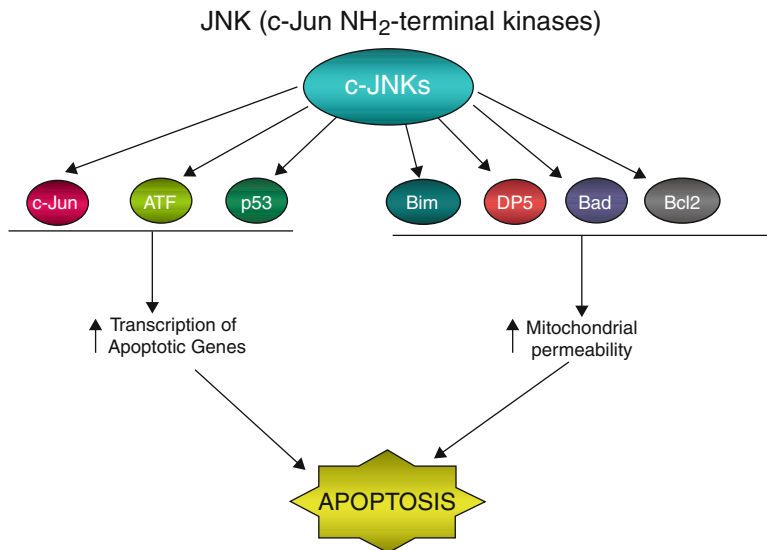 JNK (c-Jun NH₂-terminal kinases)
c-JNKs
c-Jun
ATF
p53
Bim
DP5
Bad
Bcl2
Transcription of
Apoptotic Genes
Mitochondrial
permeability
APOPTOSIS